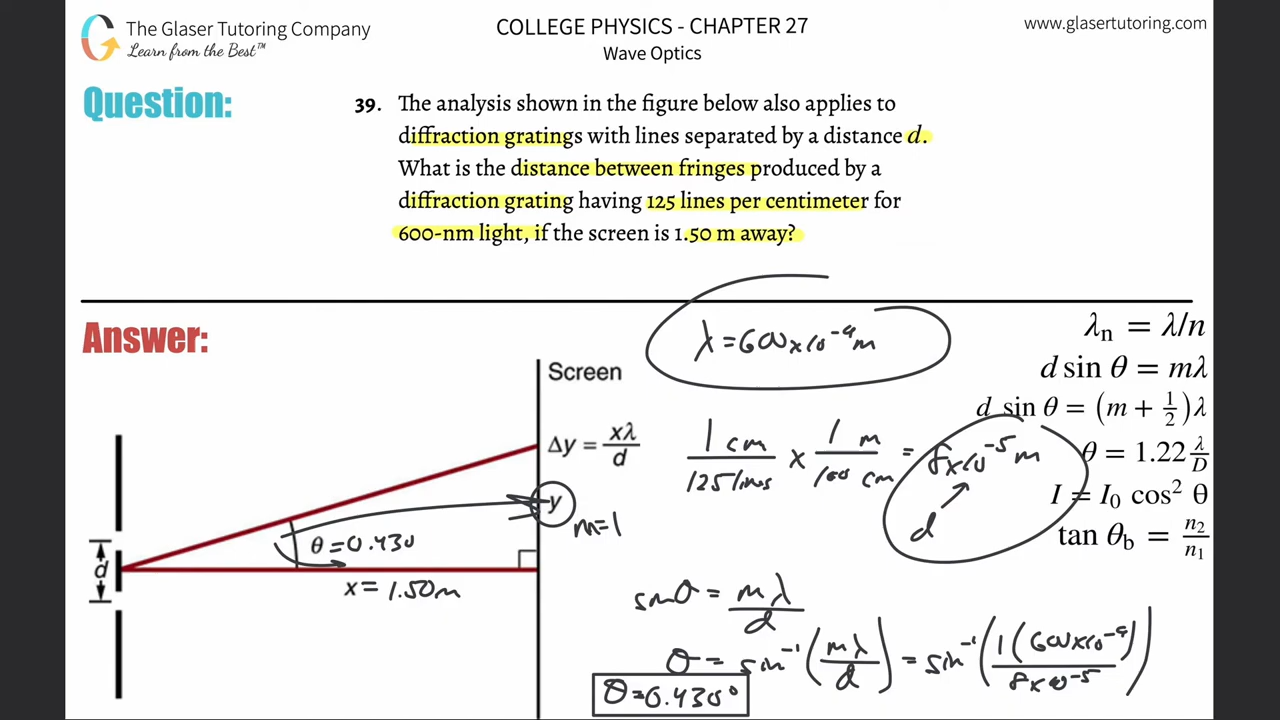 The Glaser Tutoring Company
Learn from the Best™
COLLEGE PHYSICS - CHAPTER 27
Wave Optics
www.glasertutoring.com
Question:
39. The analysis shown in the figure below also applies to
diffraction gratings with lines separated by a distance d.
What is the distance between fringes produced by a
diffraction grating having 125 lines per centimeter for
600-nm light, if the screen is 1.50 m away?
Answer:
λ = 600 x 10⁻⁹ m
λₙ = λ/n
d sin θ = mλ
d sin θ = (m + 1/2)λ
θ = 1.22 λ/D
I = I₀ cos² θ
tan θb = n₂/n₁
Screen
Δy = xλ/d
y
m=1
θ = 0.430
x = 1.50 m
d
1 cm/125 lines x 1 m/100 cm = 8x10⁻⁵ m
d
sinθ = mλ/d
θ = sin⁻¹(mλ/d) = sin⁻¹(1(600x10⁻⁹)/8x10⁻⁵)
θ=0.430°